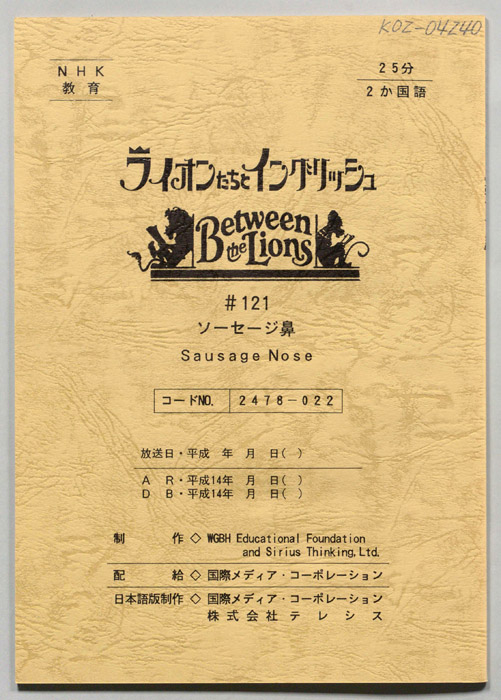 KOZ-04240
NHK
教育
25分
2か国語
ライオンたちとイングリッシュ
Between
the Lions
#121
ソーセージ鼻
Sausage Nose
コードNO. 2478-022
放送日・平成 年 月 日( )
A R・平成14年 月 日( )
D B・平成14年 月 日( )
制 作◇WGBH Educational Foundation
and Sirius Thinking,Ltd.
配 給◇国際メディア・コーポレーション
日本語版制作◇国際メディア・コーポレーション
株式会社テレシス